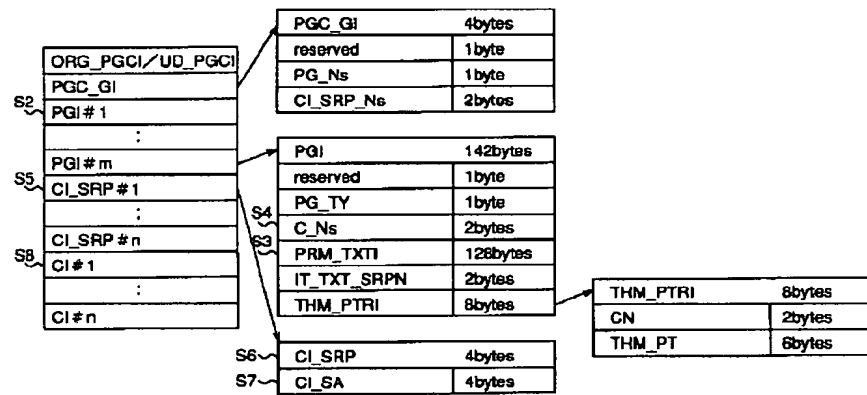 ORG_PGCI/UD_PGCI
PGC_GI
S2 PGI#1
:
PGI#m
S5 CI_SRP#1
:
CI_SRP#n
S8 CI#1
:
CI#n
PGC_GI 4bytes
reserved 1byte
PG_Ns 1byte
CI_SRP_Ns 2bytes
PGI 142bytes
reserved 1byte
PG_TY 1byte
S4 C_Ns 2bytes
S3 PRM_TXTI 128bytes
IT_TXT_SRPN 2bytes
THM_PTRI 8bytes
S6 CI_SRP 4bytes
S7 CI_SA 4bytes
THM_PTRI 8bytes
CN 2bytes
THM_PT 6bytes